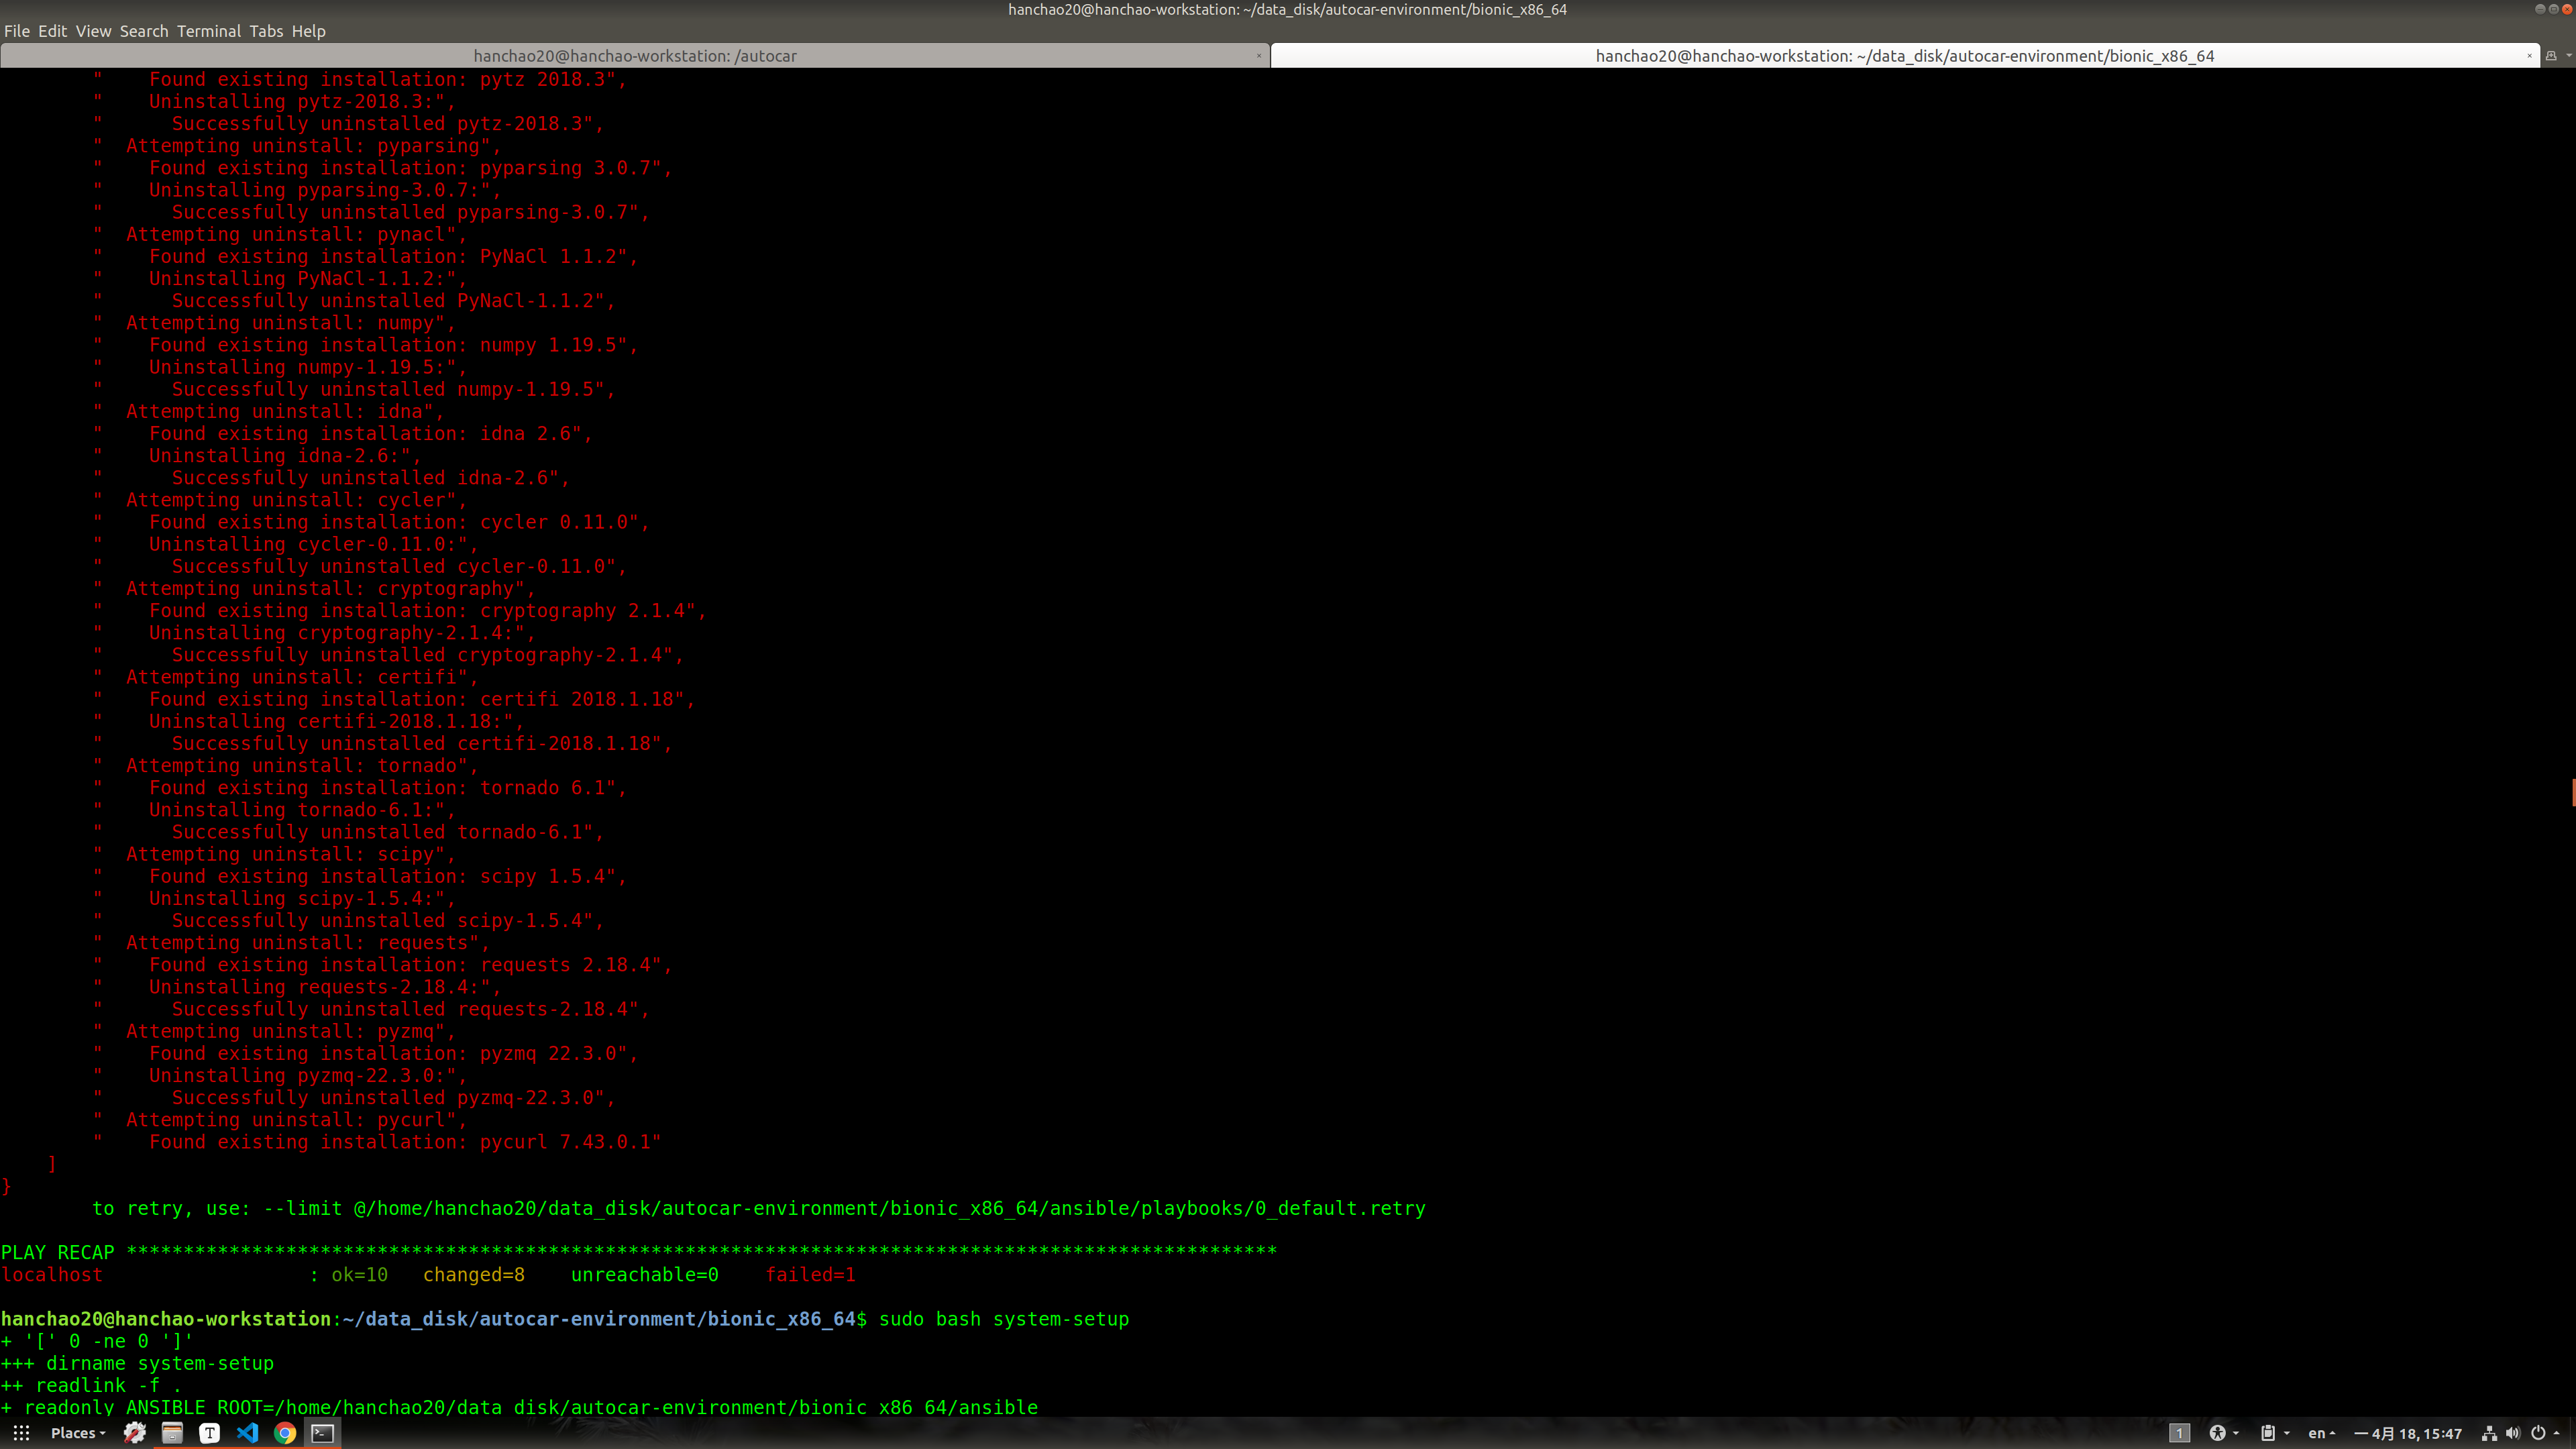 hanchao20@hanchao-workstation: ~/data_disk/autocar-environment/bionic_x86_64
File Edit View Search Terminal Tabs Help
hanchao20@hanchao-workstation: /autocar × hanchao20@hanchao-workstation: ~/data_disk/autocar-environment/bionic_x86_64 ×
"    Found existing installation: pytz 2018.3",
"    Uninstalling pytz-2018.3:",
"      Successfully uninstalled pytz-2018.3",
"  Attempting uninstall: pyparsing",
"    Found existing installation: pyparsing 3.0.7",
"    Uninstalling pyparsing-3.0.7:",
"      Successfully uninstalled pyparsing-3.0.7",
"  Attempting uninstall: pynacl",
"    Found existing installation: PyNaCl 1.1.2",
"    Uninstalling PyNaCl-1.1.2:",
"      Successfully uninstalled PyNaCl-1.1.2",
"  Attempting uninstall: numpy",
"    Found existing installation: numpy 1.19.5",
"    Uninstalling numpy-1.19.5:",
"      Successfully uninstalled numpy-1.19.5",
"  Attempting uninstall: idna",
"    Found existing installation: idna 2.6",
"    Uninstalling idna-2.6:",
"      Successfully uninstalled idna-2.6",
"  Attempting uninstall: cycler",
"    Found existing installation: cycler 0.11.0",
"    Uninstalling cycler-0.11.0:",
"      Successfully uninstalled cycler-0.11.0",
"  Attempting uninstall: cryptography",
"    Found existing installation: cryptography 2.1.4",
"    Uninstalling cryptography-2.1.4:",
"      Successfully uninstalled cryptography-2.1.4",
"  Attempting uninstall: certifi",
"    Found existing installation: certifi 2018.1.18",
"    Uninstalling certifi-2018.1.18:",
"      Successfully uninstalled certifi-2018.1.18",
"  Attempting uninstall: tornado",
"    Found existing installation: tornado 6.1",
"    Uninstalling tornado-6.1:",
"      Successfully uninstalled tornado-6.1",
"  Attempting uninstall: scipy",
"    Found existing installation: scipy 1.5.4",
"    Uninstalling scipy-1.5.4:",
"      Successfully uninstalled scipy-1.5.4",
"  Attempting uninstall: requests",
"    Found existing installation: requests 2.18.4",
"    Uninstalling requests-2.18.4:",
"      Successfully uninstalled requests-2.18.4",
"  Attempting uninstall: pyzmq",
"    Found existing installation: pyzmq 22.3.0",
"    Uninstalling pyzmq-22.3.0:",
"      Successfully uninstalled pyzmq-22.3.0",
"  Attempting uninstall: pycurl",
"    Found existing installation: pycurl 7.43.0.1"
]
}
to retry, use: --limit @/home/hanchao20/data_disk/autocar-environment/bionic_x86_64/ansible/playbooks/0_default.retry
PLAY RECAP *****************************************************************************************************
localhost                  : ok=10   changed=8    unreachable=0    failed=1
hanchao20@hanchao-workstation:~/data_disk/autocar-environment/bionic_x86_64$ sudo bash system-setup
+ '[' 0 -ne 0 ']'
+++ dirname system-setup
++ readlink -f .
+ readonly ANSIBLE_ROOT=/home/hanchao20/data_disk/autocar-environment/bionic_x86_64/ansible
Places T 1 en 一 4月 18, 15:47